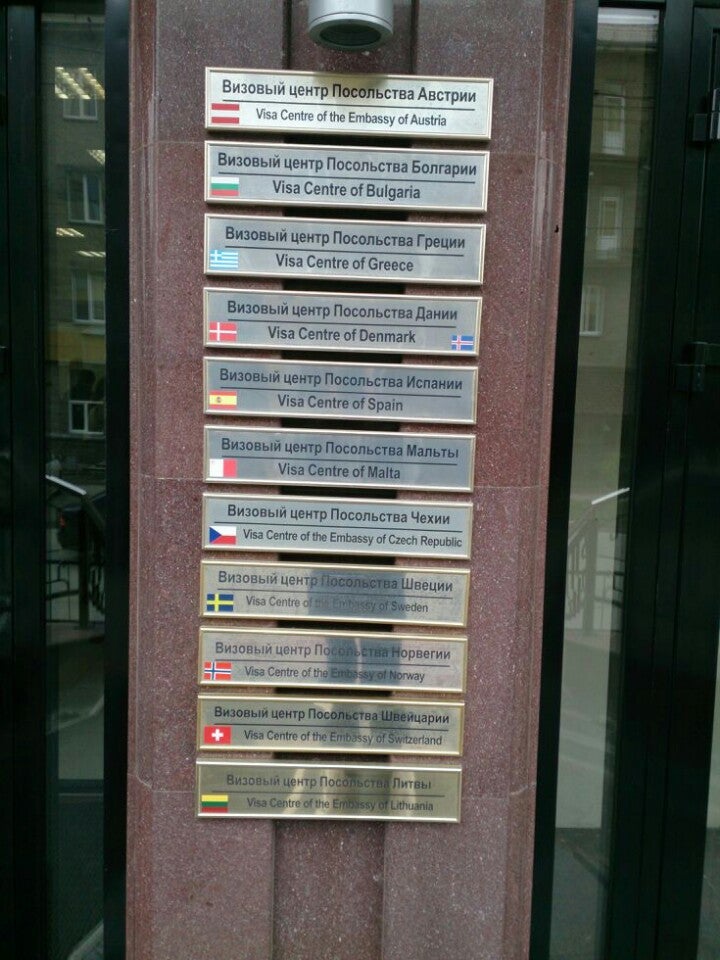 Визовый центр Посольства Австрии
Visa Centre of the Embassy of Austria
Визовый центр Посольства Болгарии
Visa Centre of Bulgaria
Визовый центр Посольства Греции
Visa Centre of Greece
Визовый центр Посольства Дании
Visa Centre of Denmark
Визовый центр Посольства Испании
Visa Centre of Spain
Визовый центр Посольства Мальты
Visa Centre of Malta
Визовый центр Посольства Чехии
Visa Centre of the Embassy of Czech Republic
Визовый центр Посольства Швеции
Visa Centre of the Embassy of Sweden
Визовый центр Посольства Норвегии
Visa Centre of the Embassy of Norway
Визовый центр Посольства Швейцарии
Visa Centre of the Embassy of Switzerland
Визовый центр Посольства Литвы
Visa Centre of the Embassy of Lithuania